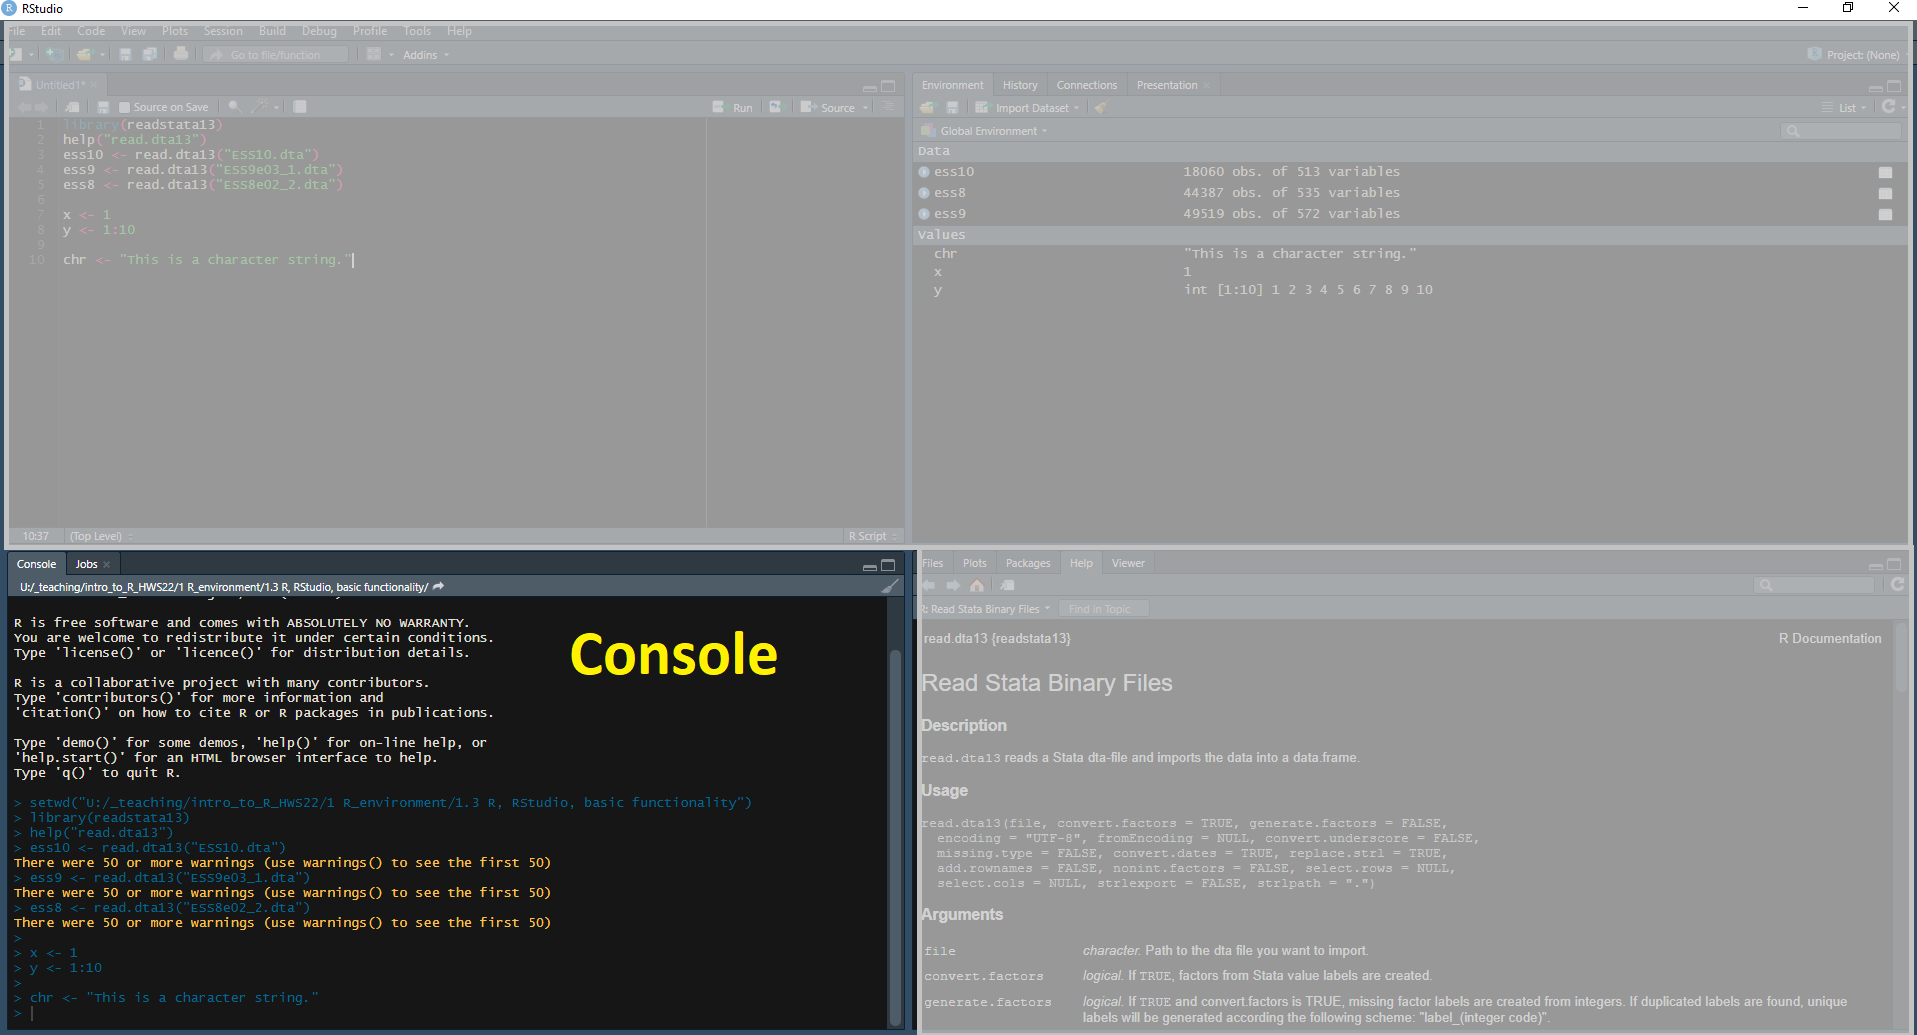 RStudio
File Edit Code View Plots Session Build Debug Profile Tools Help
Go to file/function Addins Project: (None)
Untitled1*
Source on Save Run Source
1 library(readstata13)
2 help("read.dta13")
3 ess10 <- read.dta13("ESS10.dta")
4 ess9 <- read.dta13("ESS9e03_1.dta")
5 ess8 <- read.dta13("ESS8e02_2.dta")
6
7 x <- 1
8 y <- 1:10
9
10 chr <- "This is a character string."
10:37 (Top Level) R Script
Environment History Connections Presentation
Import Dataset List
Global Environment
Data
ess10 18060 obs. of 513 variables
ess8 44387 obs. of 535 variables
ess9 49519 obs. of 572 variables
Values
chr "This is a character string."
x 1
y int [1:10] 1 2 3 4 5 6 7 8 9 10
Console Jobs
U:/_teaching/intro_to_R_HWS22/1 R_environment/1.3 R, RStudio, basic functionality/
R is free software and comes with ABSOLUTELY NO WARRANTY.
You are welcome to redistribute it under certain conditions.
Type 'license()' or 'licence()' for distribution details.
R is a collaborative project with many contributors.
Type 'contributors()' for more information and
'citation()' on how to cite R or R packages in publications.
Type 'demo()' for some demos, 'help()' for on-line help, or
'help.start()' for an HTML browser interface to help.
Type 'q()' to quit R.
> setwd("U:/_teaching/intro_to_R_HWS22/1 R_environment/1.3 R, RStudio, basic functionality")
> library(readstata13)
> help("read.dta13")
> ess10 <- read.dta13("ESS10.dta")
There were 50 or more warnings (use warnings() to see the first 50)
> ess9 <- read.dta13("ESS9e03_1.dta")
There were 50 or more warnings (use warnings() to see the first 50)
> ess8 <- read.dta13("ESS8e02_2.dta")
There were 50 or more warnings (use warnings() to see the first 50)
>
> x <- 1
> y <- 1:10
>
> chr <- "This is a character string."
>
Console
Files Plots Packages Help Viewer
R: Read Stata Binary Files Find in Topic
read.dta13 {readstata13} R Documentation
Read Stata Binary Files
Description
read.dta13 reads a Stata dta-file and imports the data into a data.frame.
Usage
read.dta13(file, convert.factors = TRUE, generate.factors = FALSE,
encoding = "UTF-8", fromEncoding = NULL, convert.underscore = FALSE,
missing.type = FALSE, convert.dates = TRUE, replace.strl = TRUE,
add.rownames = FALSE, nonint.factors = FALSE, select.rows = NULL,
select.cols = NULL, strlexport = FALSE, strlpath = ".")
Arguments
file character. Path to the dta file you want to import.
convert.factors logical. If TRUE, factors from Stata value labels are created.
generate.factors logical. If TRUE and convert.factors is TRUE, missing factor labels are created from integers. If duplicated labels are found, unique
labels will be generated according the following scheme: "label_(integer code)".